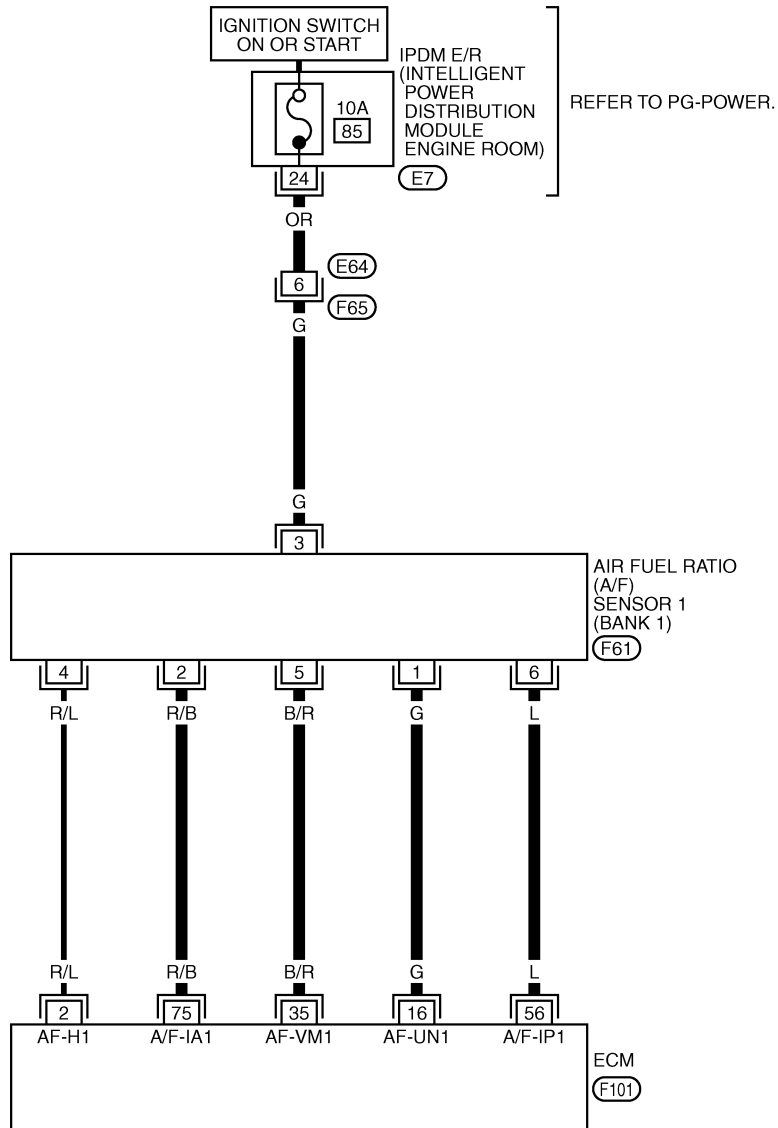 IGNITION SWITCH
ON OR START
IPDM E/R
(INTELLIGENT
POWER
DISTRIBUTION
MODULE
ENGINE ROOM)
REFER TO PG-POWER.
10A
85
24
E7
OR
E64
6
F65
G
G
3
AIR FUEL RATIO
(A/F)
SENSOR 1
(BANK 1)
F61
4 2 5 1 6
R/L R/B B/R G L
R/L R/B B/R G L
2 75 35 16 56
AF-H1 A/F-IA1 AF-VM1 AF-UN1 A/F-IP1
ECM
F101